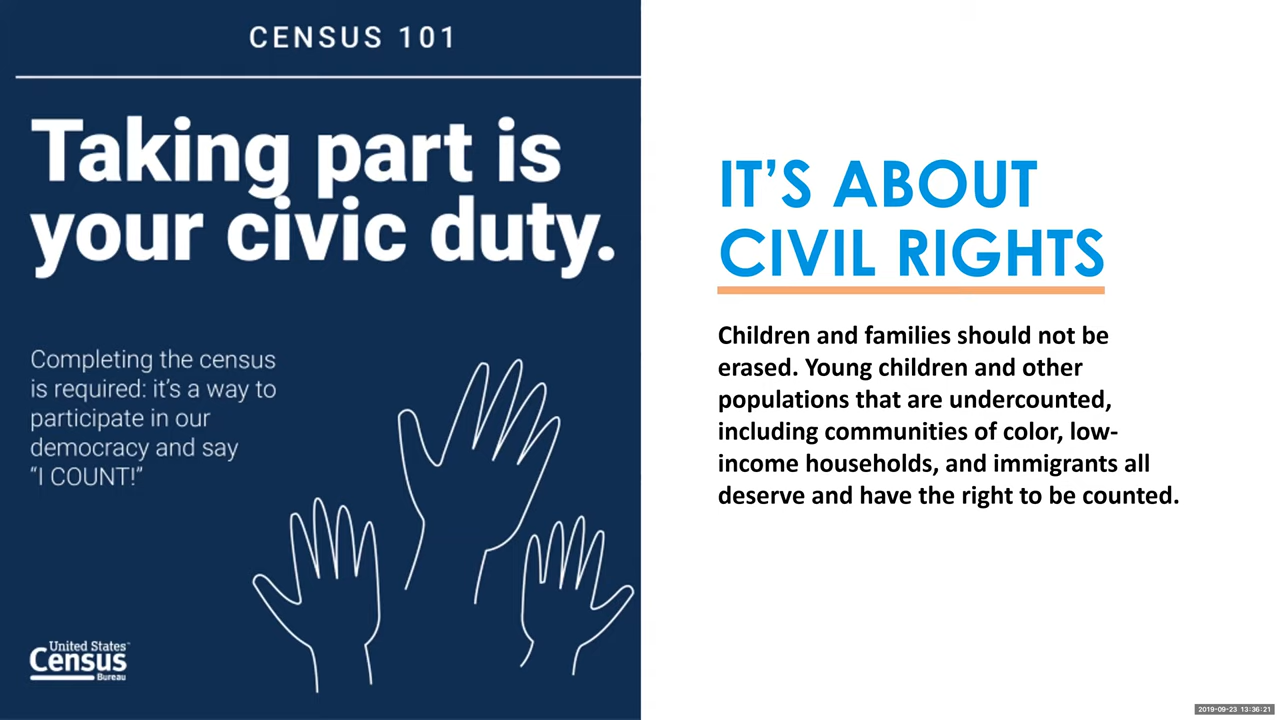 CENSUS 101
Taking part is
your civic duty.
Completing the census
is required: it's a way to
participate in our
democracy and say
“I COUNT!”
United States™
Census
Bureau
IT’S ABOUT
CIVIL RIGHTS
Children and families should not be
erased. Young children and other
populations that are undercounted,
including communities of color, low-
income households, and immigrants all
deserve and have the right to be counted.
2019-09-23 13:36:21